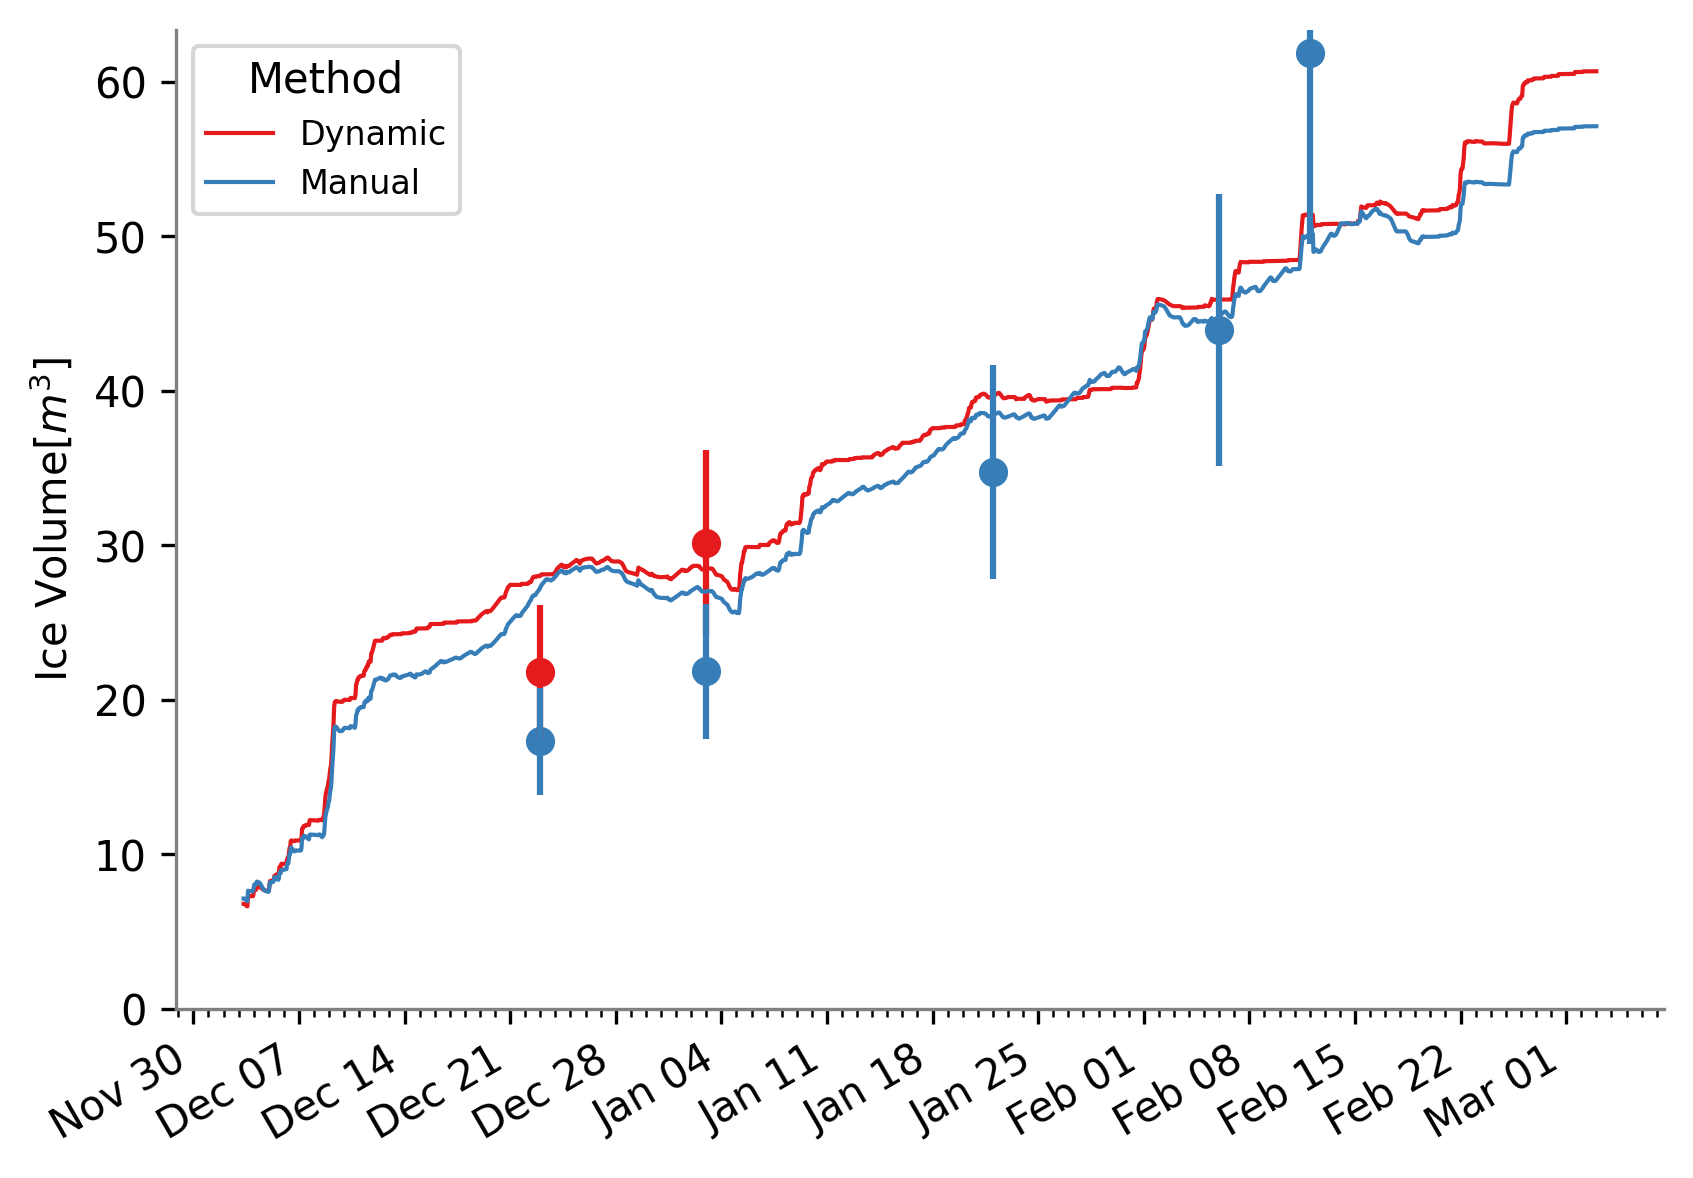 Method
Dynamic
Manual
Ice Volume[m³]
60
50
40
30
20
10
0
Nov 30
Dec 07
Dec 14
Dec 21
Dec 28
Jan 04
Jan 11
Jan 18
Jan 25
Feb 01
Feb 08
Feb 15
Feb 22
Mar 01